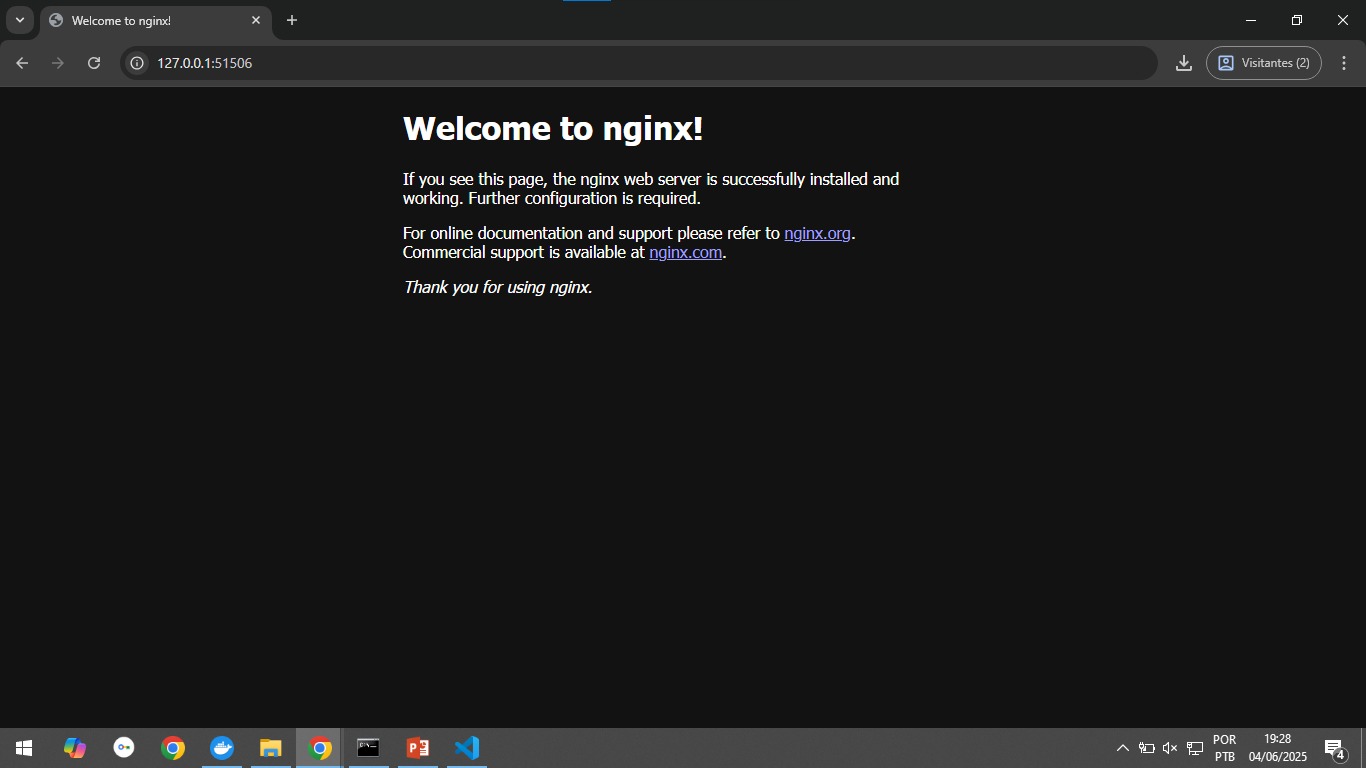 Welcome to nginx!
127.0.0.1:51506
Visitantes (2)
Welcome to nginx!
If you see this page, the nginx web server is successfully installed and
working. Further configuration is required.
For online documentation and support please refer to nginx.org.
Commercial support is available at nginx.com.
Thank you for using nginx.
POR
PTB
19:28
04/06/2025
4